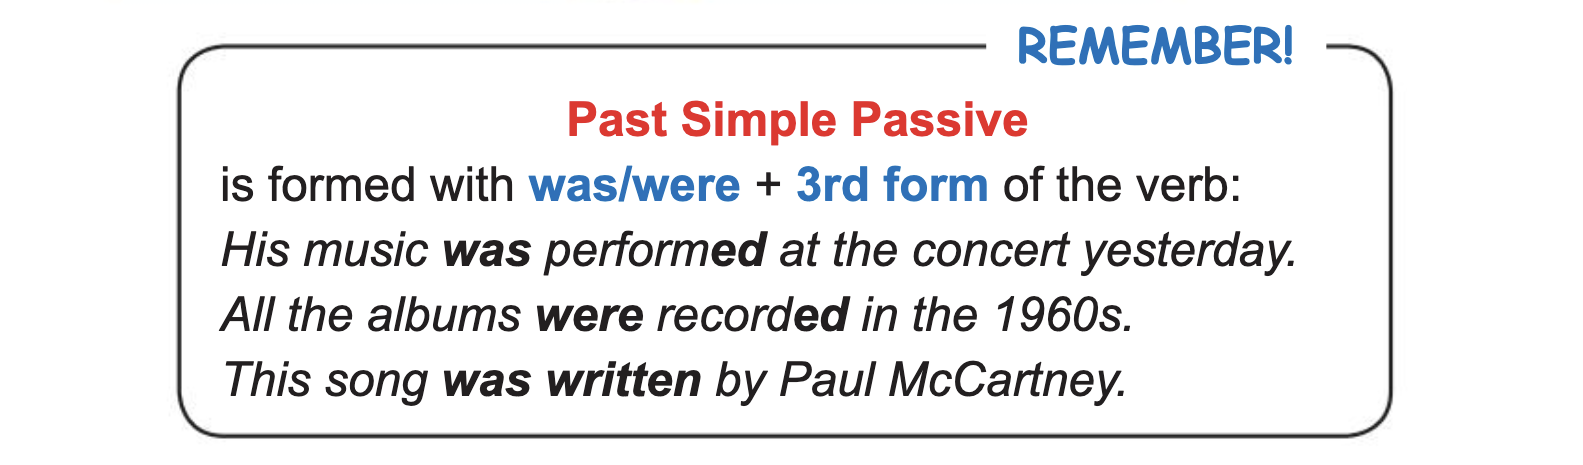 REMEMBER!
Past Simple Passive
is formed with was/were + 3rd form of the verb:
His music was performed at the concert yesterday.
All the albums were recorded in the 1960s.
This song was written by Paul McCartney.